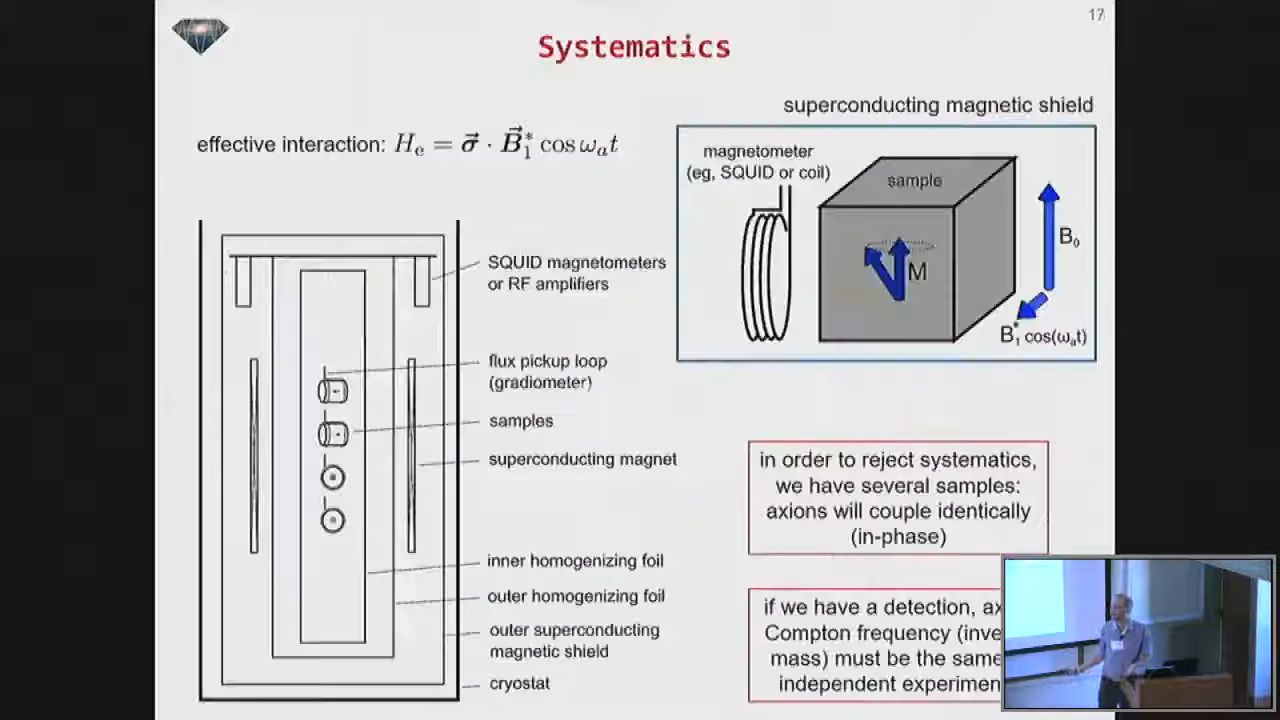 17
Systematics
effective interaction: Hₑ = σ⃗ · B⃗₁* cos ωₐt
superconducting magnetic shield
magnetometer
(eg, SQUID or coil)
sample
M
B₀
B₁* cos(ωₐt)
SQUID magnetometers
or RF amplifiers
flux pickup loop
(gradiometer)
samples
superconducting magnet
inner homogenizing foil
outer homogenizing foil
outer superconducting
magnetic shield
cryostat
in order to reject systematics,
we have several samples:
axions will couple identically
(in-phase)
if we have a detection,
Compton frequency
mass) must be the same
independent